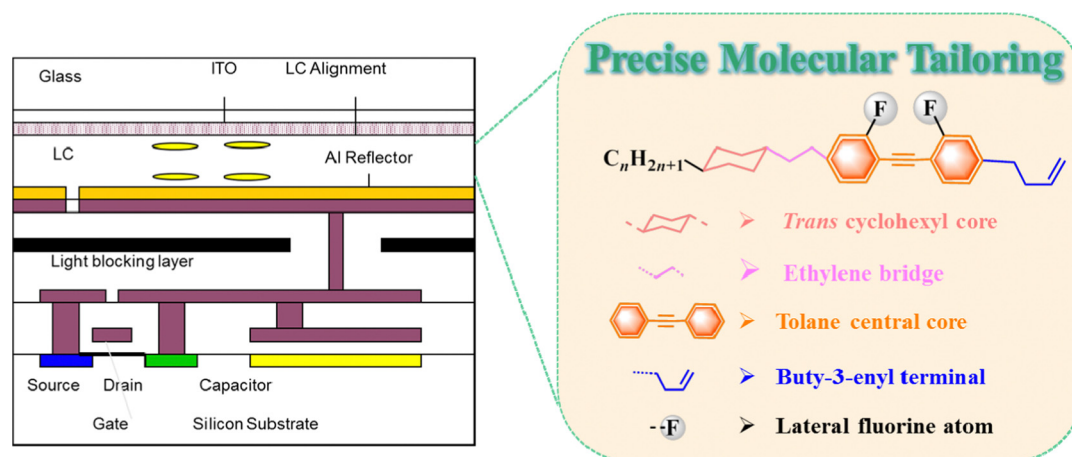 ITO
LC Alignment
Glass
LC
Al Reflector
Light blocking layer
Source
Drain
Capacitor
Gate
Silicon Substrate
Precise Molecular Tailoring
F
F
CₙH₂ₙ₊₁
Trans cyclohexyl core
Ethylene bridge
Tolane central core
Buty-3-enyl terminal
F
Lateral fluorine atom